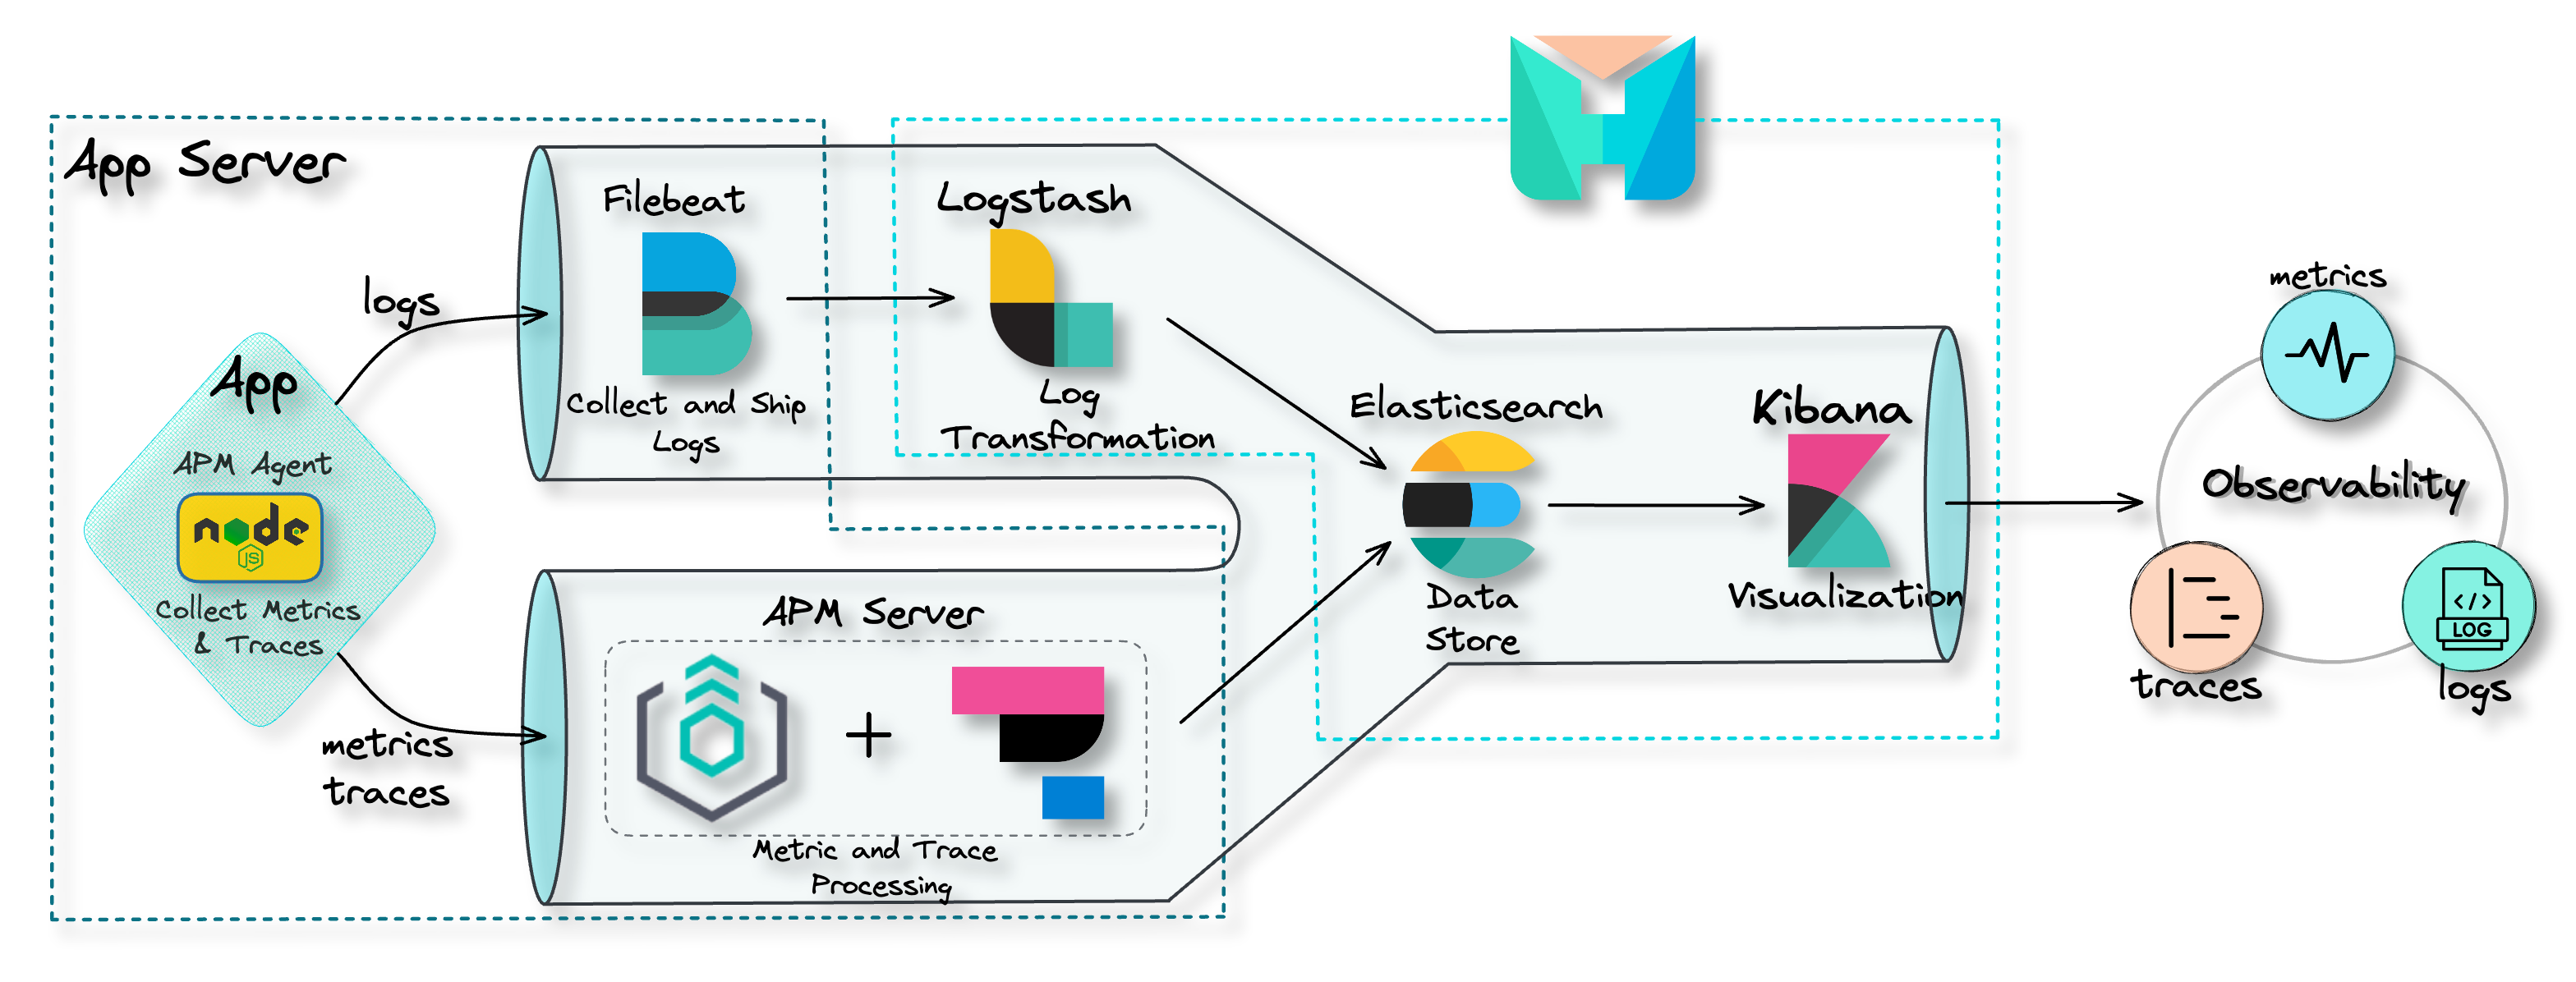 App Server
Filebeat
Collect and Ship
Logs
logs
App
APM Agent
node
JS
Collect Metrics
& Traces
metrics
traces
Logstash
Log
Transformation
APM Server
+
Metric and Trace
Processing
Elasticsearch
Data
Store
Kibana
Visualization
metrics
Observability
traces
</>
LOG
logs